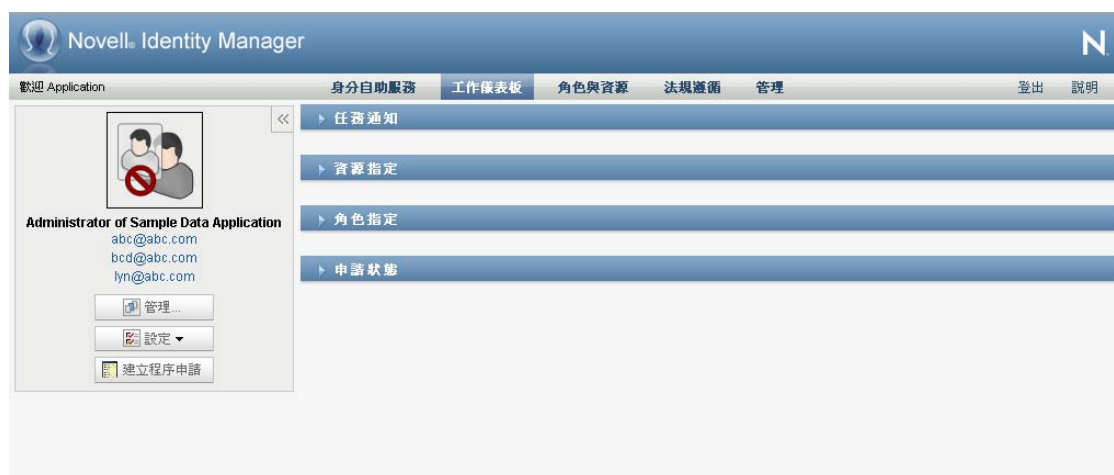 Novell® Identity Manager
N
歡迎 Application
身分自助服務 工作儀表板 角色與資源 法規遵循 管理 登出 說明
任務通知
資源指定
角色指定
申請狀態
Administrator of Sample Data Application
abc@abc.com
bcd@abc.com
lyn@abc.com
管理...
設定
建立程序申請